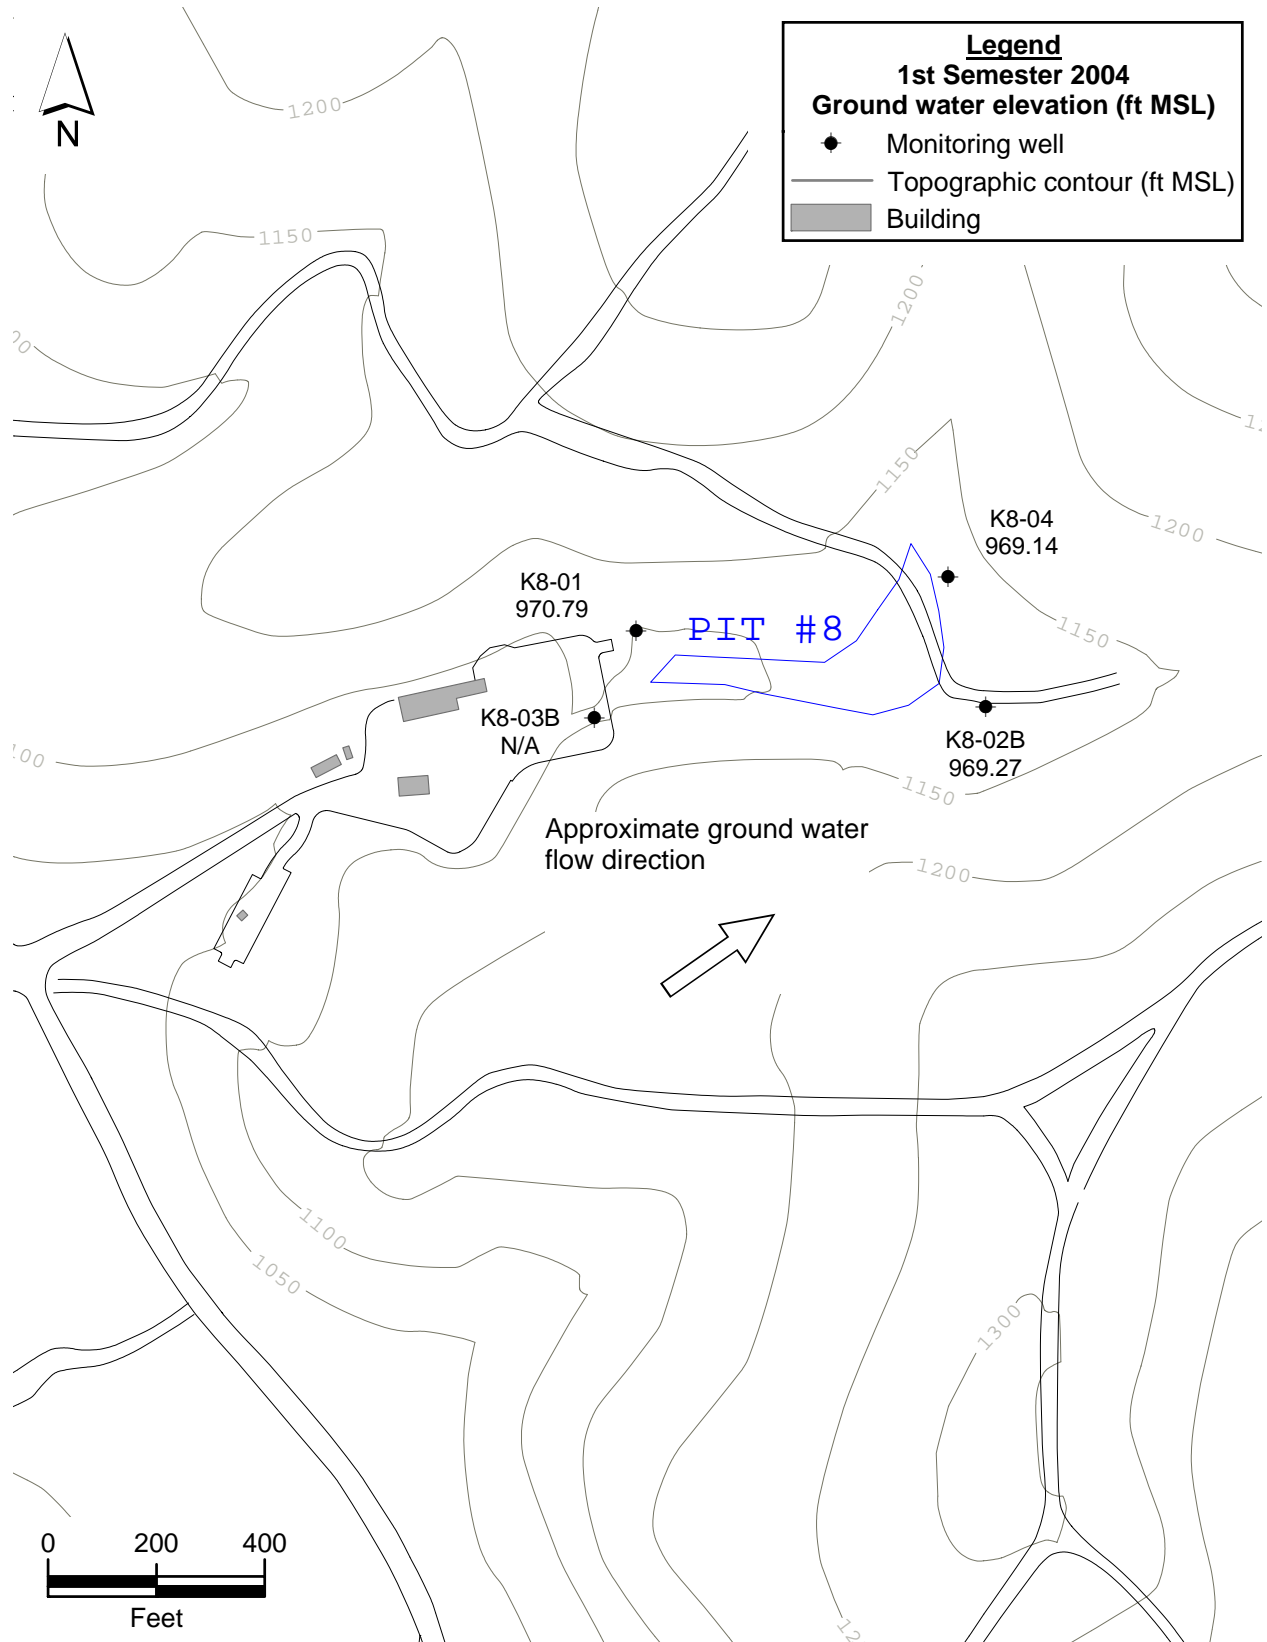 Legend
1st Semester 2004
Ground water elevation (ft MSL)
Monitoring well
Topographic contour (ft MSL)
Building
N
1200
1150
1200
1150
1200
K8-04
969.14
K8-01
970.79
PIT #8
1150
K8-03B
N/A
K8-02B
969.27
100
1150
Approximate ground water
flow direction
1200
1100
1050
1300
0 200 400
Feet